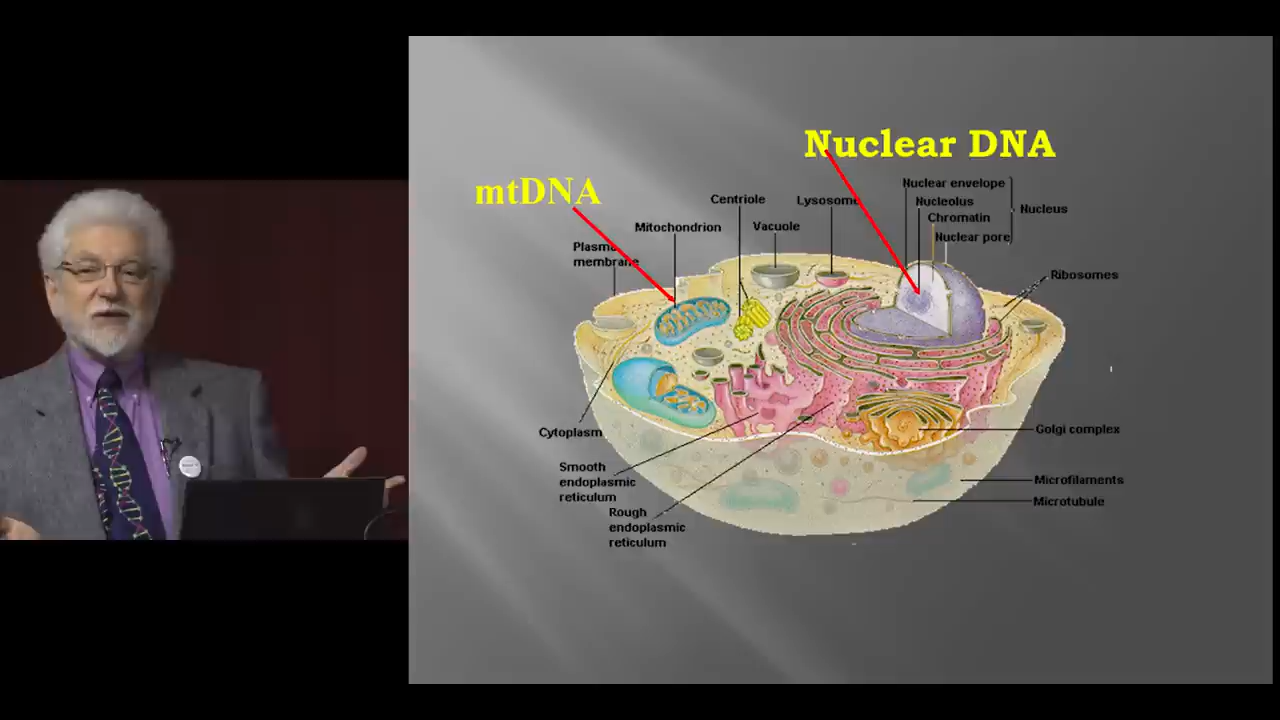 Nuclear DNA
mtDNA
Nuclear envelope
Nucleolus
Chromatin
Nuclear pore
Nucleus
Centriole
Lysosome
Mitochondrion
Vacuole
Plasma
membrane
Ribosomes
Cytoplasm
Golgi complex
Smooth
endoplasmic
reticulum
Microfilaments
Microtubule
Rough
endoplasmic
reticulum